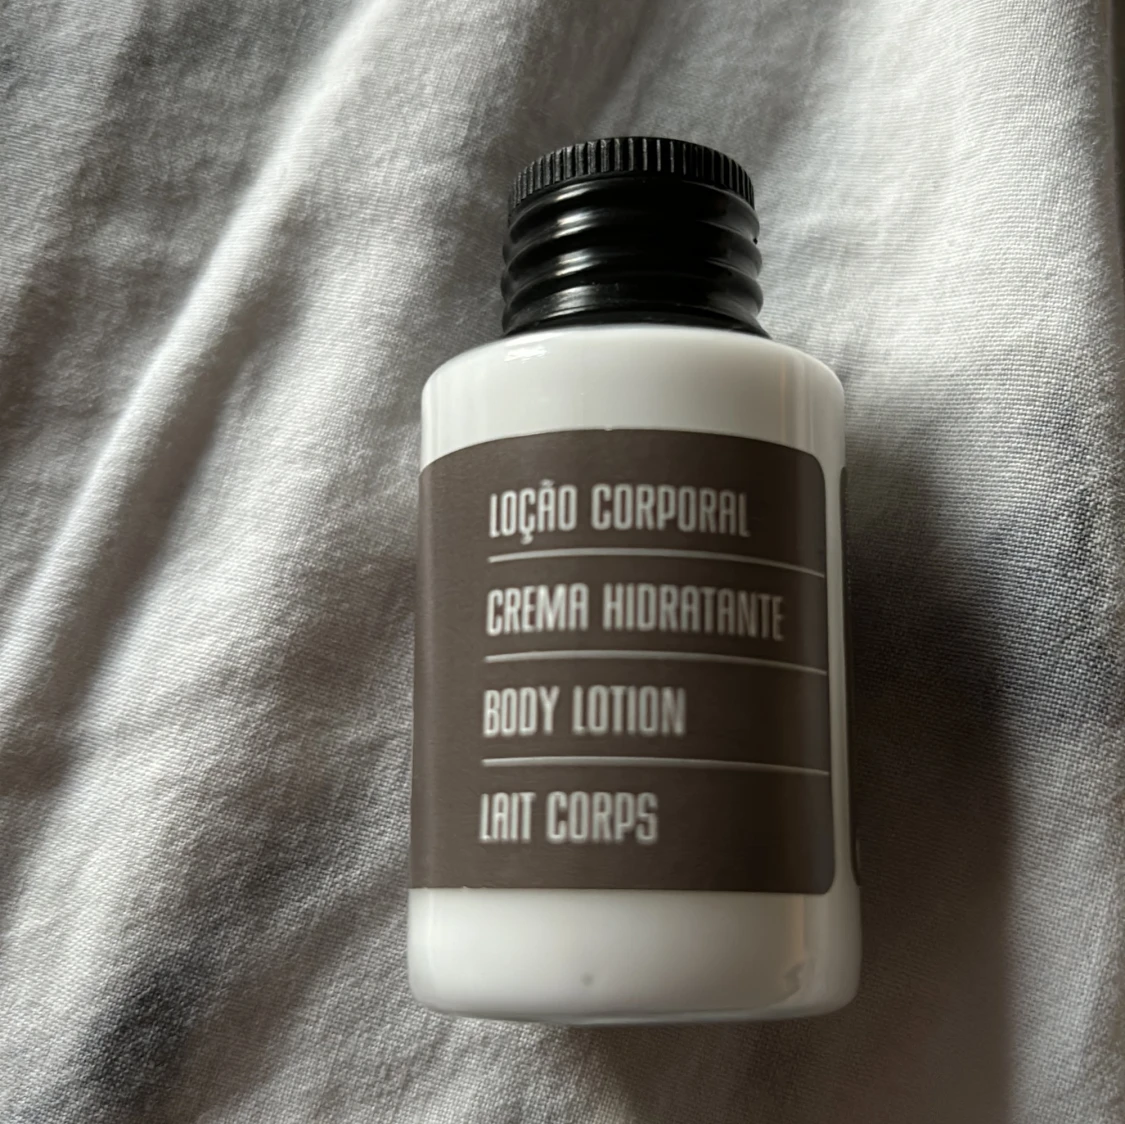 LOÇÃO CORPORAL
CREMA HIDRATANTE
BODY LOTION
LAIT CORPS